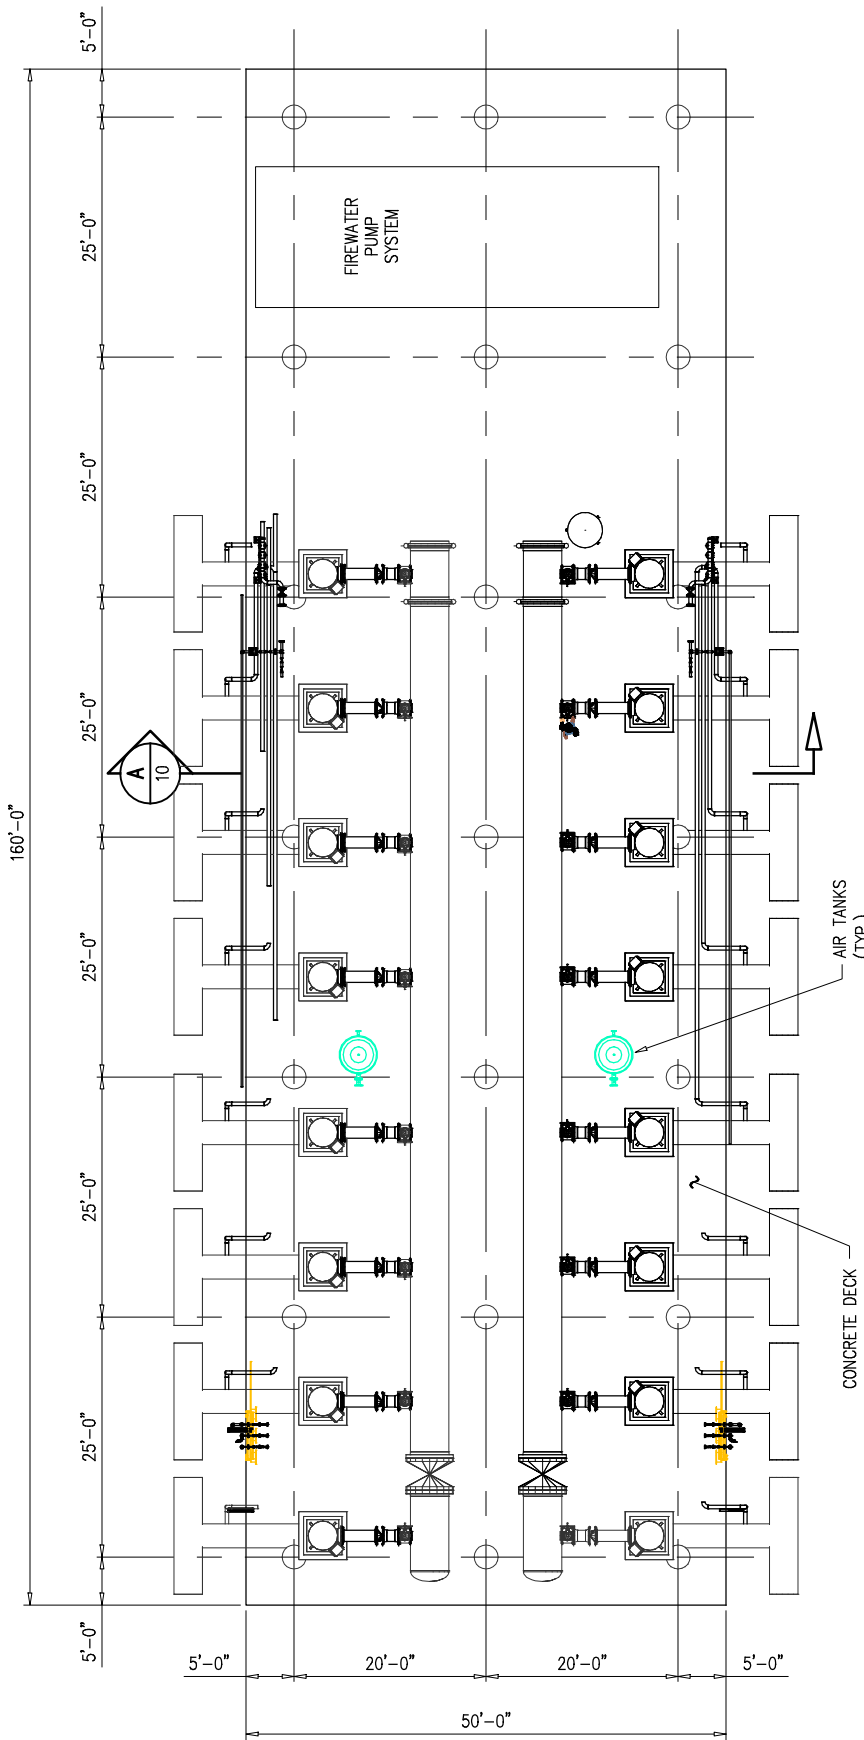 5'-0"
25'-0"
25'-0"
25'-0"
25'-0"
25'-0"
25'-0"
5'-0"
160'-0"
FIREWATER
PUMP
SYSTEM
A
10
AIR TANKS
(TYP.)
CONCRETE DECK
5'-0"
20'-0"
20'-0"
5'-0"
50'-0"